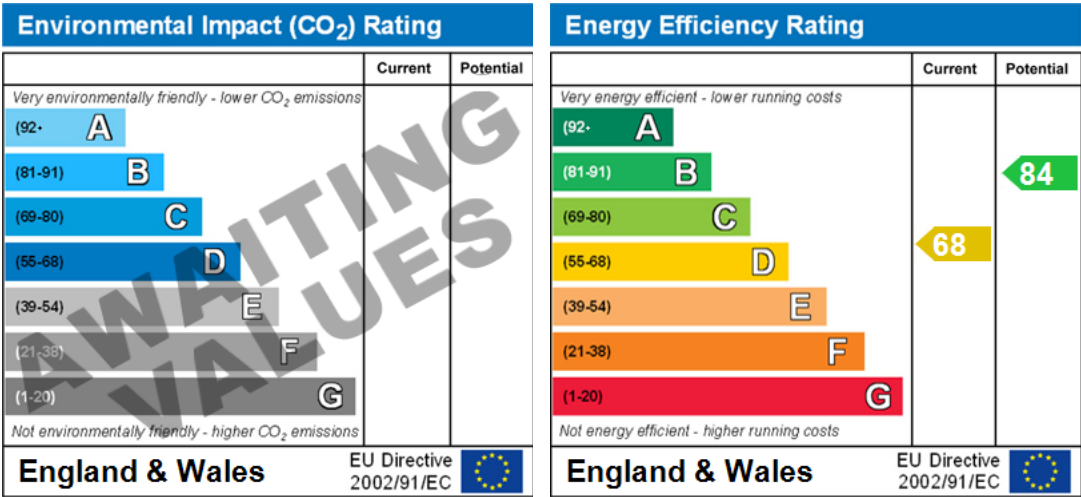 Environmental Impact (CO2) Rating
Current Potential
Very environmentally friendly - lower CO2 emissions
(92+ A
(81-91) B
(69-80) C
(55-68) D
(39-54) E
(21-38) F
(1-20) G
Not environmentally friendly - higher CO2 emissions
AWAITING
VALUES
England & Wales
EU Directive
2002/91/EC
Energy Efficiency Rating
Current Potential
Very energy efficient - lower running costs
(92+ A
(81-91) B
84
(69-80) C
68
(55-68) D
(39-54) E
(21-38) F
(1-20) G
Not energy efficient - higher running costs
England & Wales
EU Directive
2002/91/EC